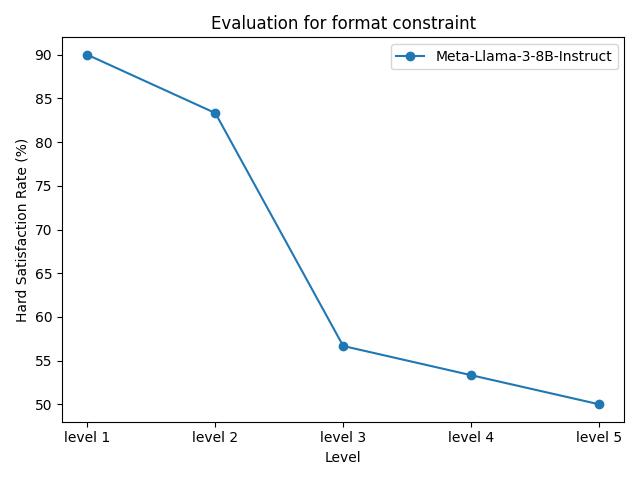 Evaluation for format constraint
Meta-Llama-3-8B-Instruct
Hard Satisfaction Rate (%)
90
85
80
75
70
65
60
55
50
level 1 level 2 level 3 level 4 level 5
Level